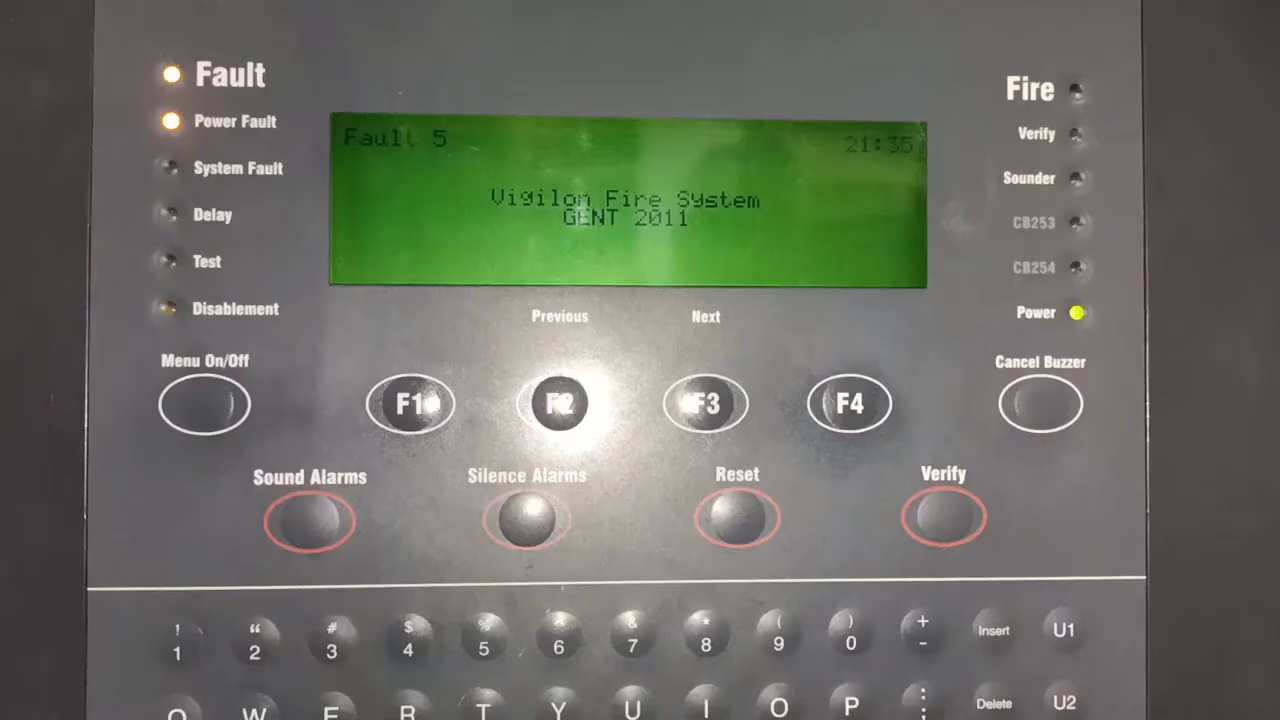 Fault
Fire
Power Fault
Fault 5 21:35
Verify
System Fault
Sounder
Vigilon Fire System
GENT 2011
Delay
CB253
Test
CB254
Disablement
Power
Previous Next
Menu On/Off
Cancel Buzzer
F1 F2 F3 F4
Sound Alarms Silence Alarms Reset Verify
! “ # $ % ^ & * ( ) +
1 2 3 4 5 6 7 8 9 0 - Insert U1
Q W E R T Y U I O P : ; Delete U2